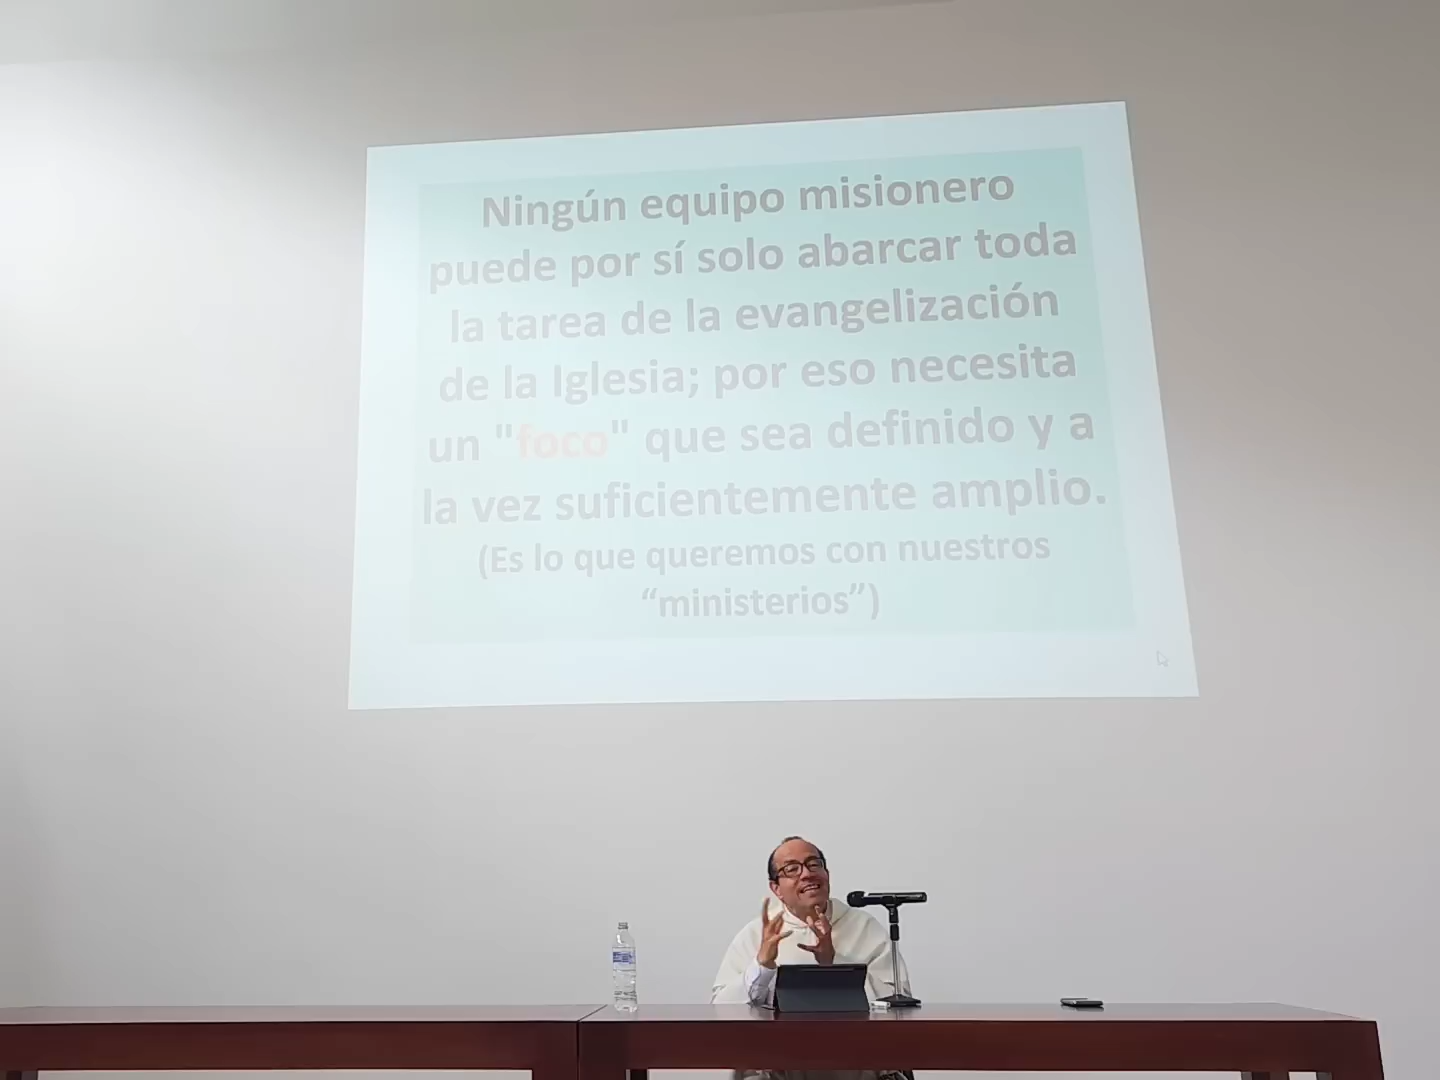 Ningún equipo misionero
puede por sí solo abarcar toda
la tarea de la evangelización
de la Iglesia; por eso necesita
un "foco" que sea definido y a
la vez suficientemente amplio.
(Es lo que queremos con nuestros
“ministerios”)